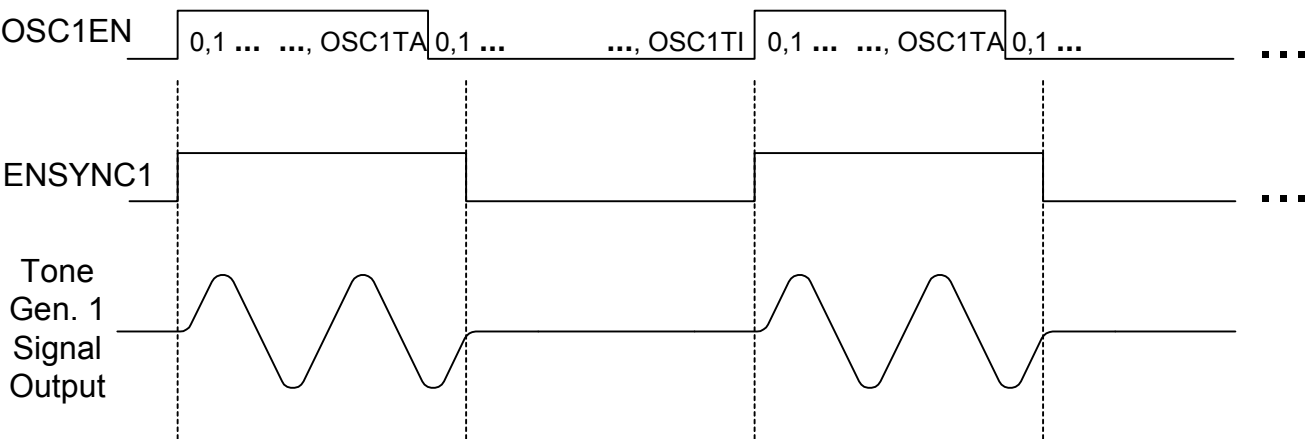 OSC1EN
0,1 ... ..., OSC1TA 0,1 ... ..., OSC1TI 0,1 ... ..., OSC1TA 0,1 ... ...
ENSYNC1 ...
Tone
Gen. 1
Signal
Output